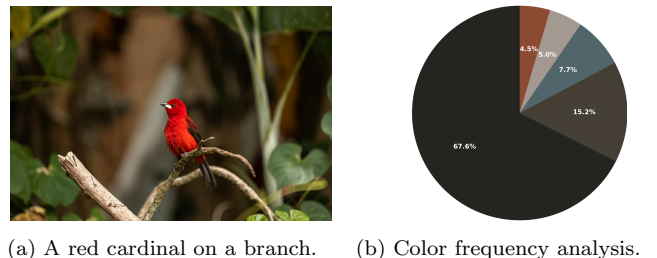 4.5%
5.0%
7.7%
15.2%
67.6%
(a) A red cardinal on a branch.
(b) Color frequency analysis.